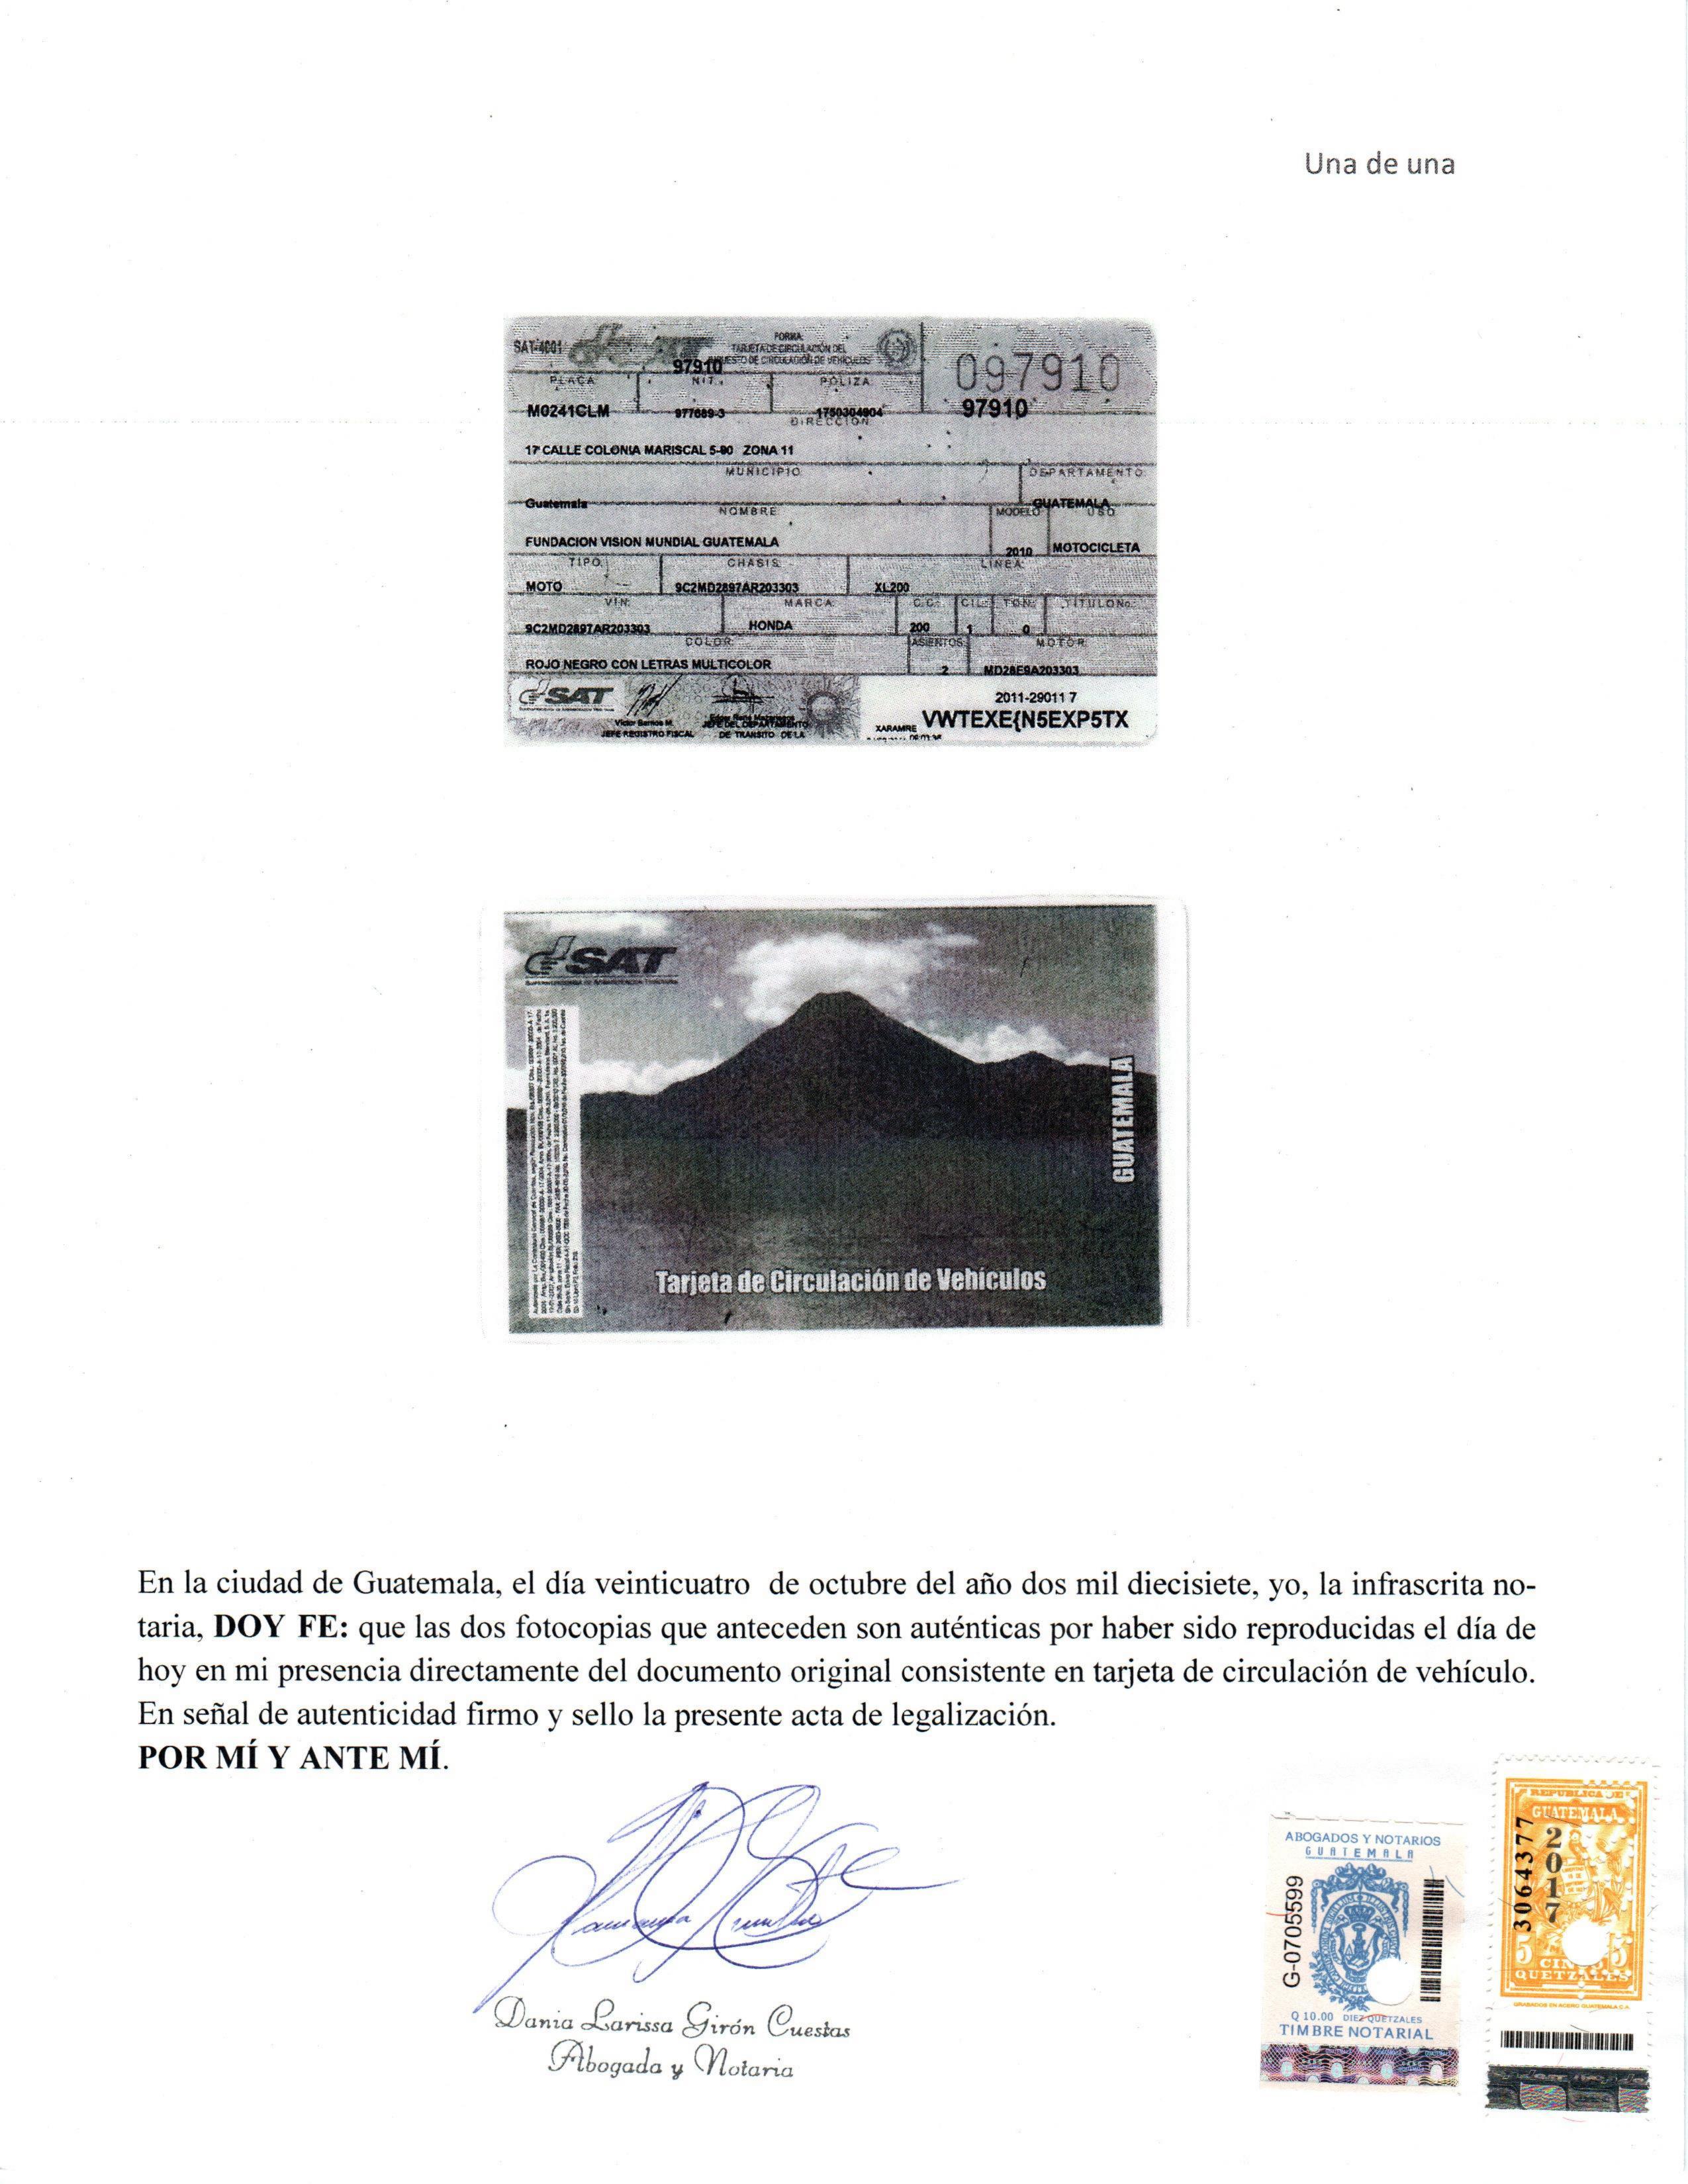 Una de una
SAT-4001
FORMA:
TARJETA DE CIRCULACIÓN DEL
IMPUESTO DE CIRCULACIÓN DE VEHICULOS
097910
97910
97910
PLACA
NIT.
POLIZA
M0241CLM
977689-3
1750304904
DIRECCION
17 CALLE COLONIA MARISCAL 5-90 ZONA 11
MUNICIPIO
DEPARTAMENTO
Guatemala
GUATEMALA
NOMBRE
MODELO
USO
FUNDACION VISION MUNDIAL GUATEMALA
2010
MOTOCICLETA
TIPO
CHASIS
LINEA
MOTO
9C2MD2897AR203303
XL200
VIN
MARCA
C.C.
CIL.
TON.
TITULO No.
9C2MD2897AR203303
HONDA
200
1
0
COLOR
ASIENTOS
MOTOR
ROJO NEGRO CON LETRAS MULTICOLOR
2
MD28E9A203303
SAT
2011-29011 7
XARAMRE
VWTEXE{N5EXP5TX
Victor Barrios M
JEFE REGISTRO FISCAL
JEFE DEL DEPARTAMENTO
DE TRANSITO DE LA
SAT
SUPERINTENDENCIA DE ADMINISTRACION TRIBUTARIA
GUATEMALA
Tarjeta de Circulación de Vehículos
En la ciudad de Guatemala, el día veinticuatro de octubre del año dos mil diecisiete, yo, la infrascrita no-
taria, DOY FE: que las dos fotocopias que anteceden son auténticas por haber sido reproducidas el día de
hoy en mi presencia directamente del documento original consistente en tarjeta de circulación de vehículo.
En señal de autenticidad firmo y sello la presente acta de legalización.
POR MÍ Y ANTE MÍ.
Dania Larissa Girón Cuestas
Abogada y Notaria
ABOGADOS Y NOTARIOS
GUATEMALA
G-0705599
Q 10.00 DIEZ QUETZALES
TIMBRE NOTARIAL
REPUBLICA DE
GUATEMALA
3064377
2017
5
5
CINCO
QUETZALES
GRABADOS EN ACERO GUATEMALA C.A.